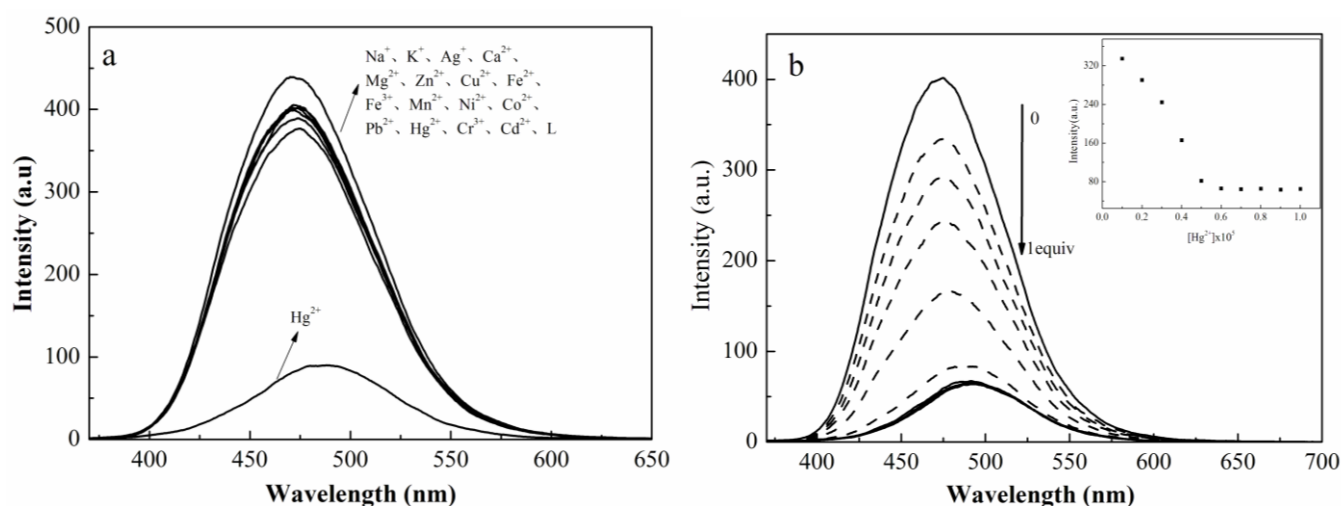 a
500
400
300
200
100
0
Intensity (a.u)
Na⁺、K⁺、Ag⁺、Ca²⁺、
Mg²⁺、Zn²⁺、Cu²⁺、Fe²⁺、
Fe³⁺、Mn²⁺、Ni²⁺、Co²⁺、
Pb²⁺、Hg²⁺、Cr³⁺、Cd²⁺、L
Hg²⁺
400 450 500 550 600 650
Wavelength (nm)
b
400
300
200
100
0
Intensity (a.u.)
0
1equiv
400 450 500 550 600 650 700
Wavelength (nm)
320
240
160
80
Intensity(a.u.)
0.0 0.2 0.4 0.6 0.8 1.0
[Hg²⁺]x10⁵